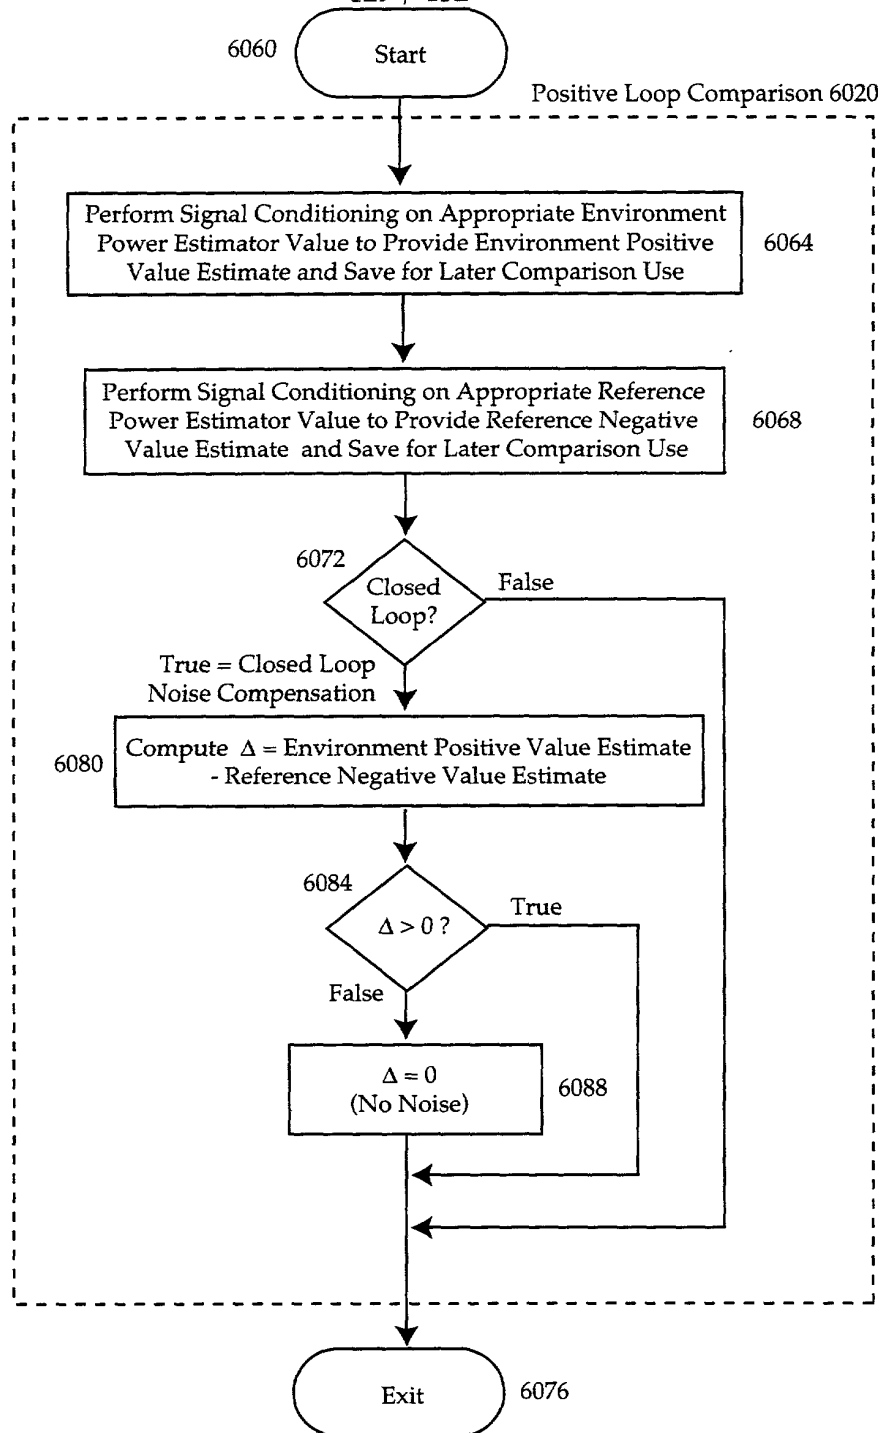 6060
Start
Positive Loop Comparison 6020
Perform Signal Conditioning on Appropriate Environment
Power Estimator Value to Provide Environment Positive
Value Estimate and Save for Later Comparison Use
6064
Perform Signal Conditioning on Appropriate Reference
Power Estimator Value to Provide Reference Negative
Value Estimate and Save for Later Comparison Use
6068
6072
Closed
Loop?
False
True = Closed Loop
Noise Compensation
6080
Compute Δ = Environment Positive Value Estimate
- Reference Negative Value Estimate
6084
Δ > 0 ?
True
False
Δ = 0
(No Noise)
6088
Exit
6076